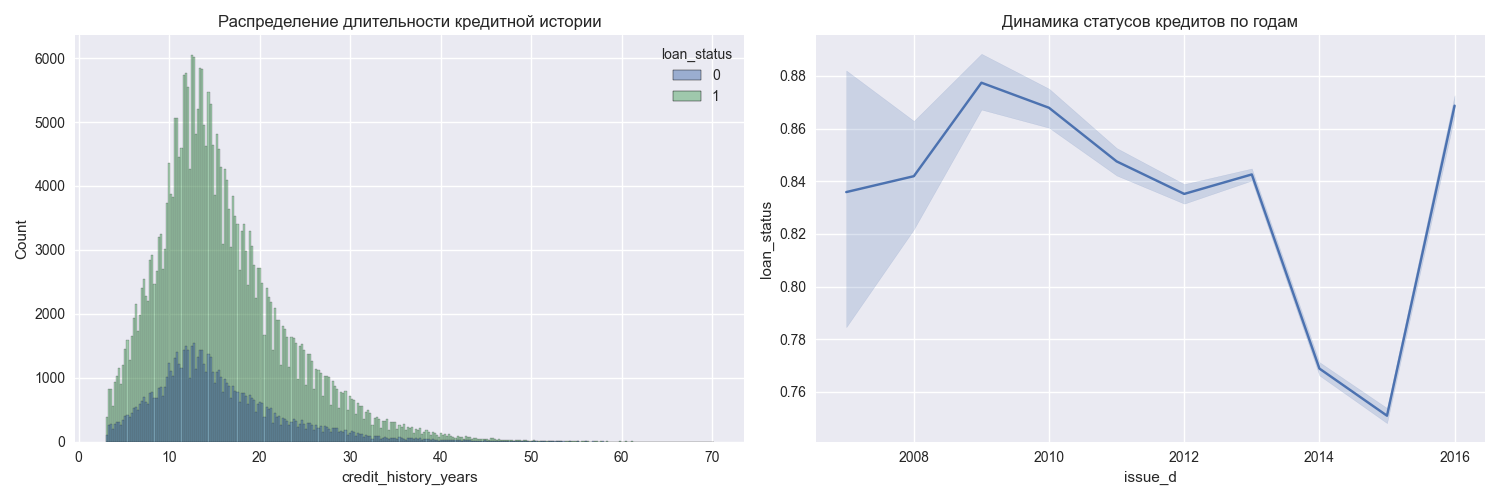 Распределение длительности кредитной истории
6000
5000
4000
3000
2000
1000
0
Count
loan_status
0
1
0 10 20 30 40 50 60 70
credit_history_years
Динамика статусов кредитов по годам
0.88
0.86
0.84
0.82
0.80
0.78
0.76
loan_status
2008 2010 2012 2014 2016
issue_d